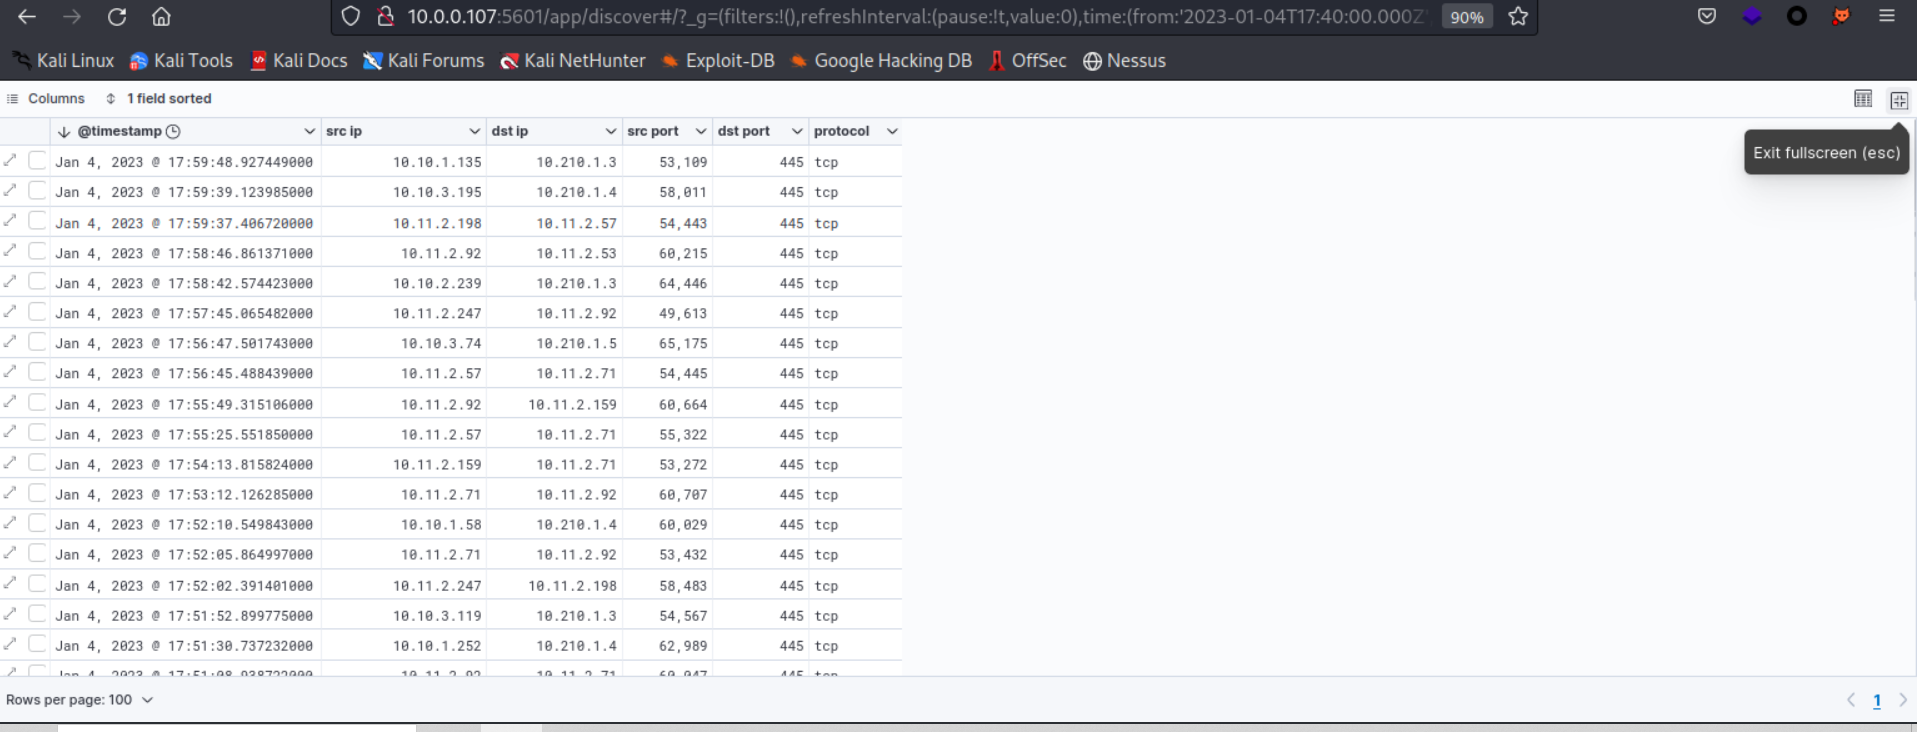 10.0.0.107:5601/app/discover#/?_g=(filters:!(),refreshInterval:(pause:!t,value:0),time:(from:'2023-01-04T17:40:00.000Z' 90%
Kali Linux Kali Tools Kali Docs Kali Forums Kali NetHunter Exploit-DB Google Hacking DB OffSec Nessus
Columns 1 field sorted
@timestamp src ip dst ip src port dst port protocol
Exit fullscreen (esc)
Jan 4, 2023 @ 17:59:48.927449000 10.10.1.135 10.210.1.3 53,109 445 tcp
Jan 4, 2023 @ 17:59:39.123985000 10.10.3.195 10.210.1.4 58,011 445 tcp
Jan 4, 2023 @ 17:59:37.406720000 10.11.2.198 10.11.2.57 54,443 445 tcp
Jan 4, 2023 @ 17:58:46.861371000 10.11.2.92 10.11.2.53 60,215 445 tcp
Jan 4, 2023 @ 17:58:42.574423000 10.10.2.239 10.210.1.3 64,446 445 tcp
Jan 4, 2023 @ 17:57:45.065482000 10.11.2.247 10.11.2.92 49,613 445 tcp
Jan 4, 2023 @ 17:56:47.501743000 10.10.3.74 10.210.1.5 65,175 445 tcp
Jan 4, 2023 @ 17:56:45.488439000 10.11.2.57 10.11.2.71 54,445 445 tcp
Jan 4, 2023 @ 17:55:49.315106000 10.11.2.92 10.11.2.159 60,664 445 tcp
Jan 4, 2023 @ 17:55:25.551850000 10.11.2.57 10.11.2.71 55,322 445 tcp
Jan 4, 2023 @ 17:54:13.815824000 10.11.2.159 10.11.2.71 53,272 445 tcp
Jan 4, 2023 @ 17:53:12.126285000 10.11.2.71 10.11.2.92 60,707 445 tcp
Jan 4, 2023 @ 17:52:10.549843000 10.10.1.58 10.210.1.4 60,029 445 tcp
Jan 4, 2023 @ 17:52:05.864997000 10.11.2.71 10.11.2.92 53,432 445 tcp
Jan 4, 2023 @ 17:52:02.391401000 10.11.2.247 10.11.2.198 58,483 445 tcp
Jan 4, 2023 @ 17:51:52.899775000 10.10.3.119 10.210.1.3 54,567 445 tcp
Jan 4, 2023 @ 17:51:30.737232000 10.10.1.252 10.210.1.4 62,989 445 tcp
Jan 4, 2023 @ 10.11.2.92 10.11.2.71 445 tcp
Rows per page: 100 1